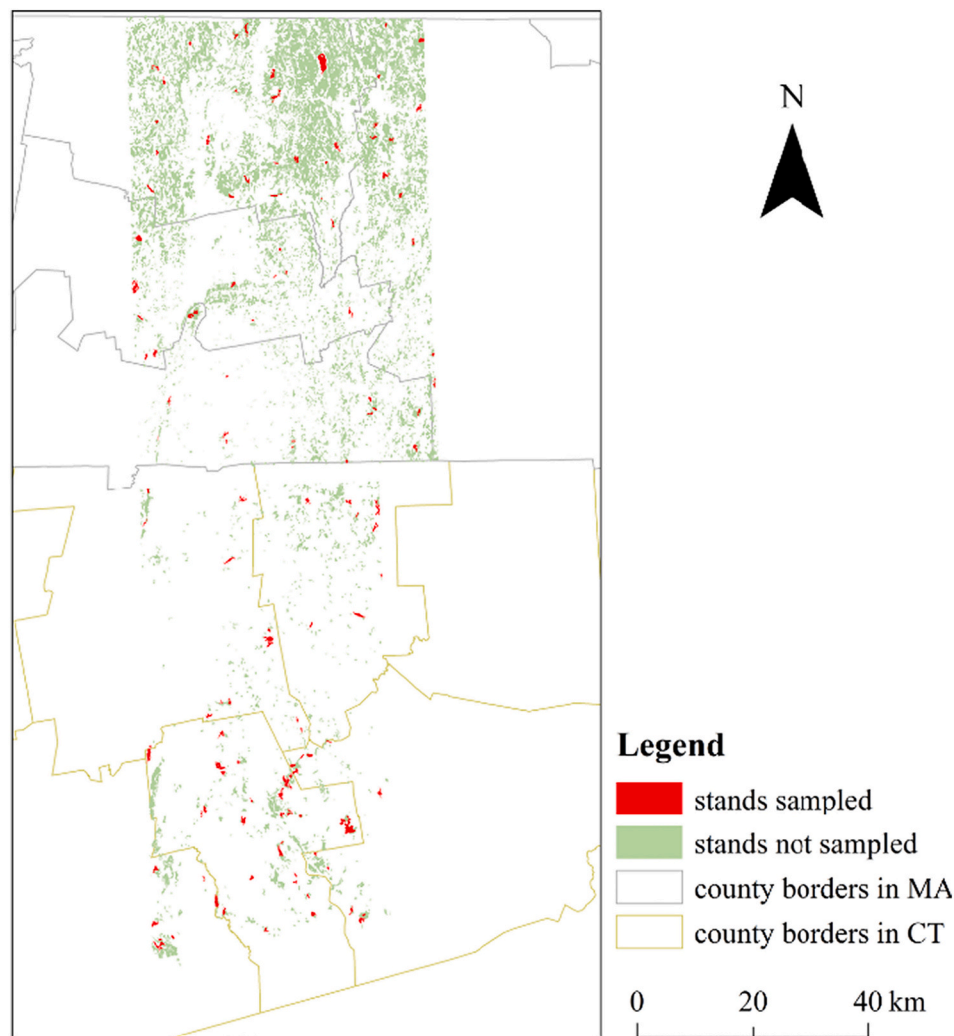 N
Legend
stands sampled
stands not sampled
county borders in MA
county borders in CT
0 20 40 km